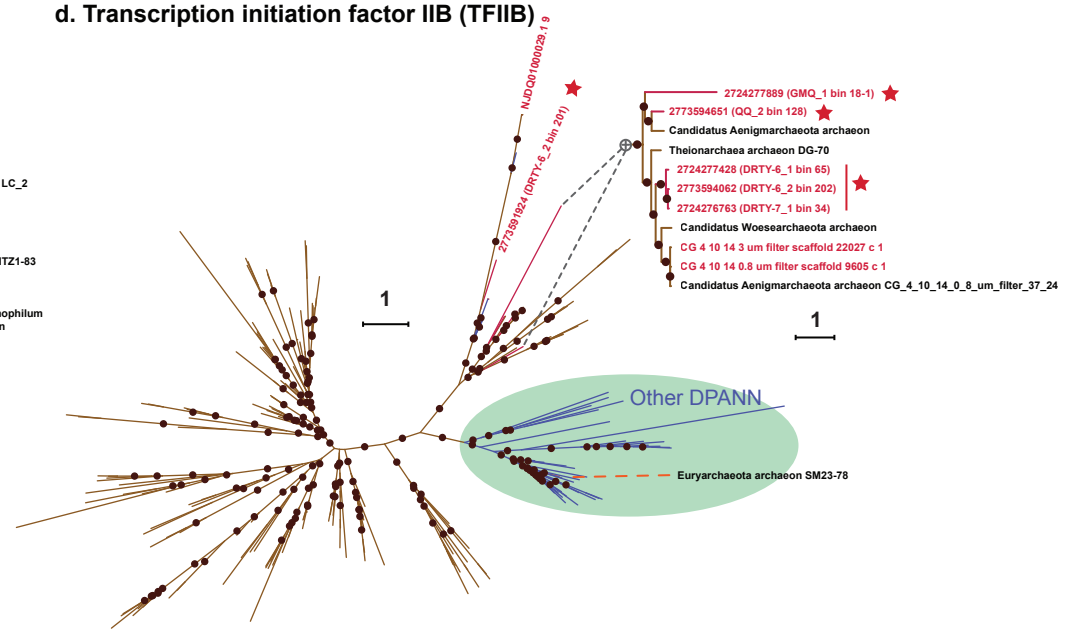 d. Transcription initiation factor IIB (TFIIB)
NJDQ01000029.1 9
2773591924 (DRTY-6_2 bin 201)
2724277889 (GMQ_1 bin 18-1)
2773594651 (QQ_2 bin 128)
Candidatus Aenigmarchaeota archaeon
Theionarchaea archaeon DG-70
2724277428 (DRTY-6_1 bin 65)
2773594062 (DRTY-6_2 bin 202)
2724276763 (DRTY-7_1 bin 34)
Candidatus Woesearchaeota archaeon
CG 4 10 14 3 um filter scaffold 22027 c 1
CG 4 10 14 0.8 um filter scaffold 9605 c 1
Candidatus Aenigmarchaeota archaeon CG_4_10_14_0_8_um_filter_37_24
LC_2
ITZ1-83
ophilum
n
1
1
Other DPANN
Euryarchaeota archaeon SM23-78